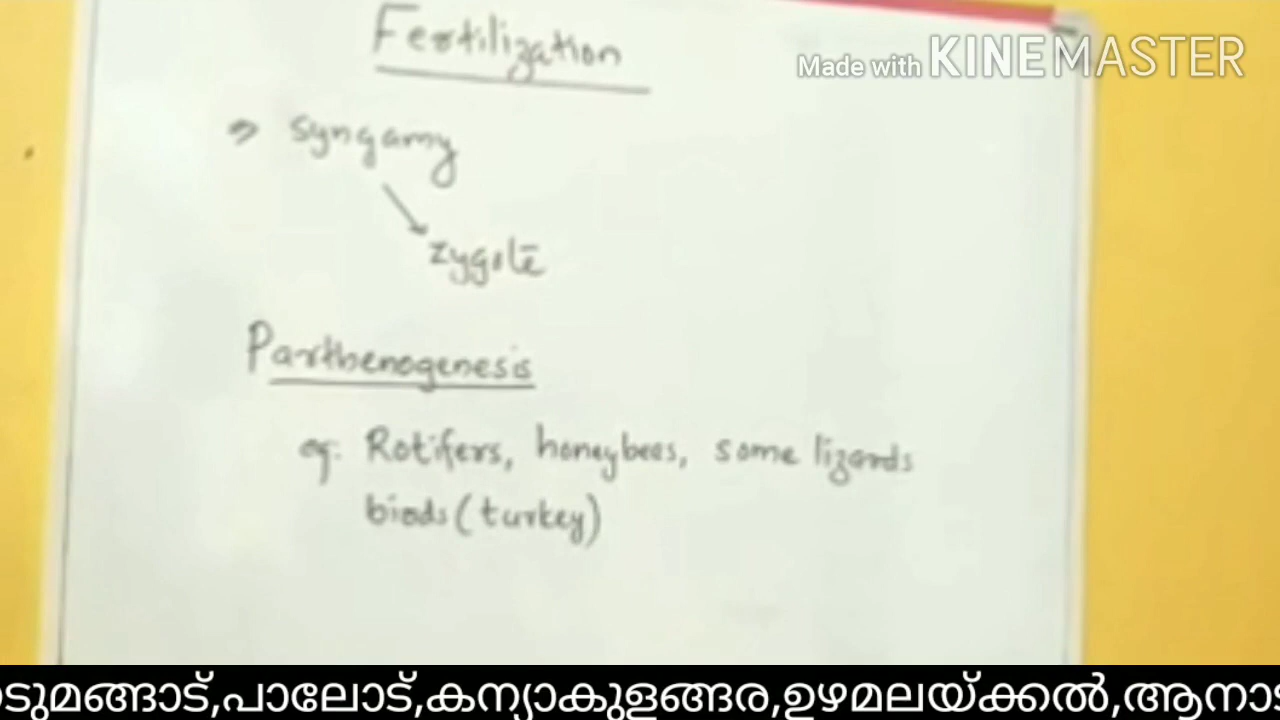 Fertilization
Made with KINEMASTER
⇒ Syngamy
zygote
Parthenogenesis
eg: Rotifers, honeybees, some lizards
birds (turkey)
ടുമങ്ങാട്,പാലോട്,കന്യാകുളങ്ങര,ഉഴമലയ്ക്കൽ,ആനാ